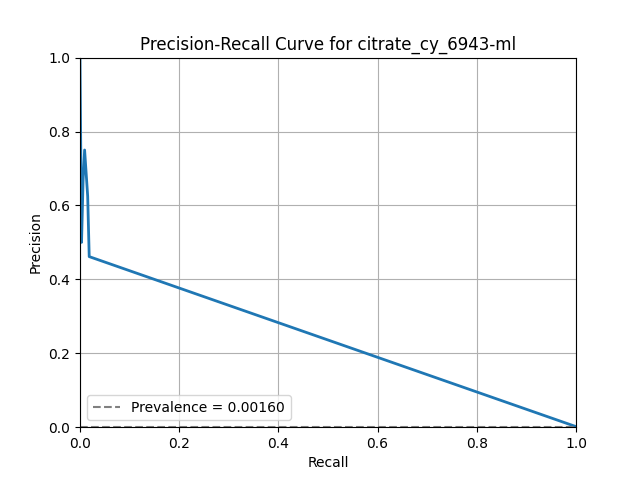 Precision-Recall Curve for citrate_cy_6943-ml
1.0
0.8
0.6
0.4
0.2
0.0
Precision
Prevalence = 0.00160
0.0 0.2 0.4 0.6 0.8 1.0
Recall